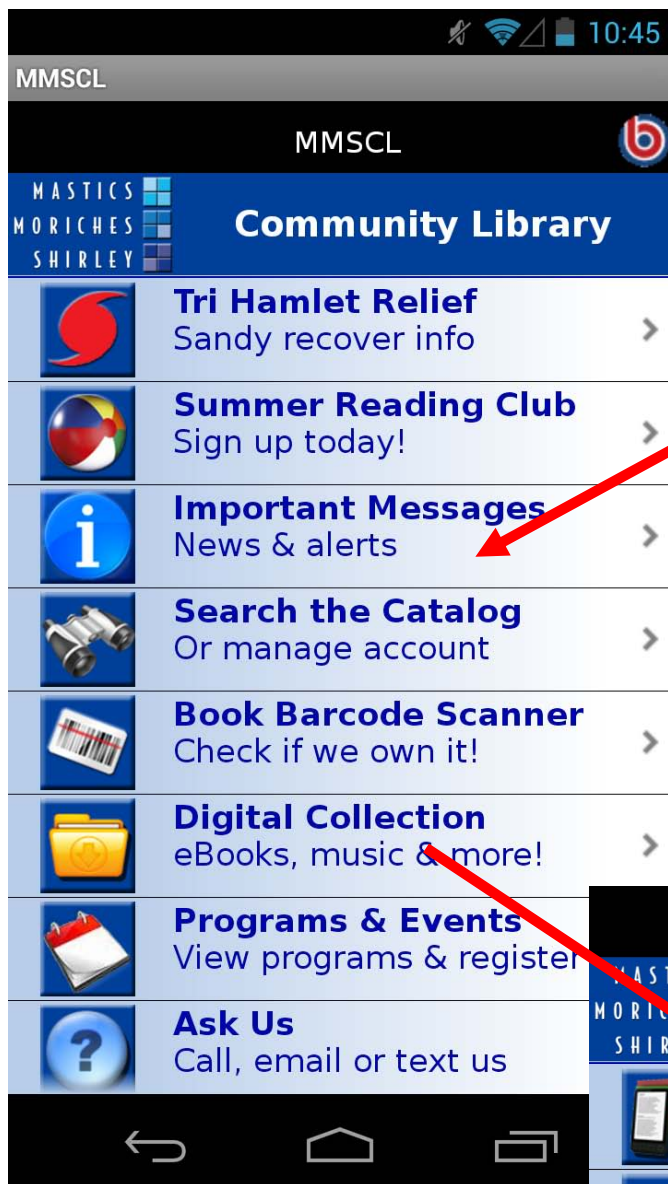 10:45
MMSCL
MMSCL
b
MASTICS
MORICHES
SHIRLEY
Community Library
Tri Hamlet Relief
Sandy recover info
Summer Reading Club
Sign up today!
i
Important Messages
News & alerts
Search the Catalog
Or manage account
Book Barcode Scanner
Check if we own it!
Digital Collection
eBooks, music & more!
Programs & Events
View programs & register
?
Ask Us
Call, email or text us